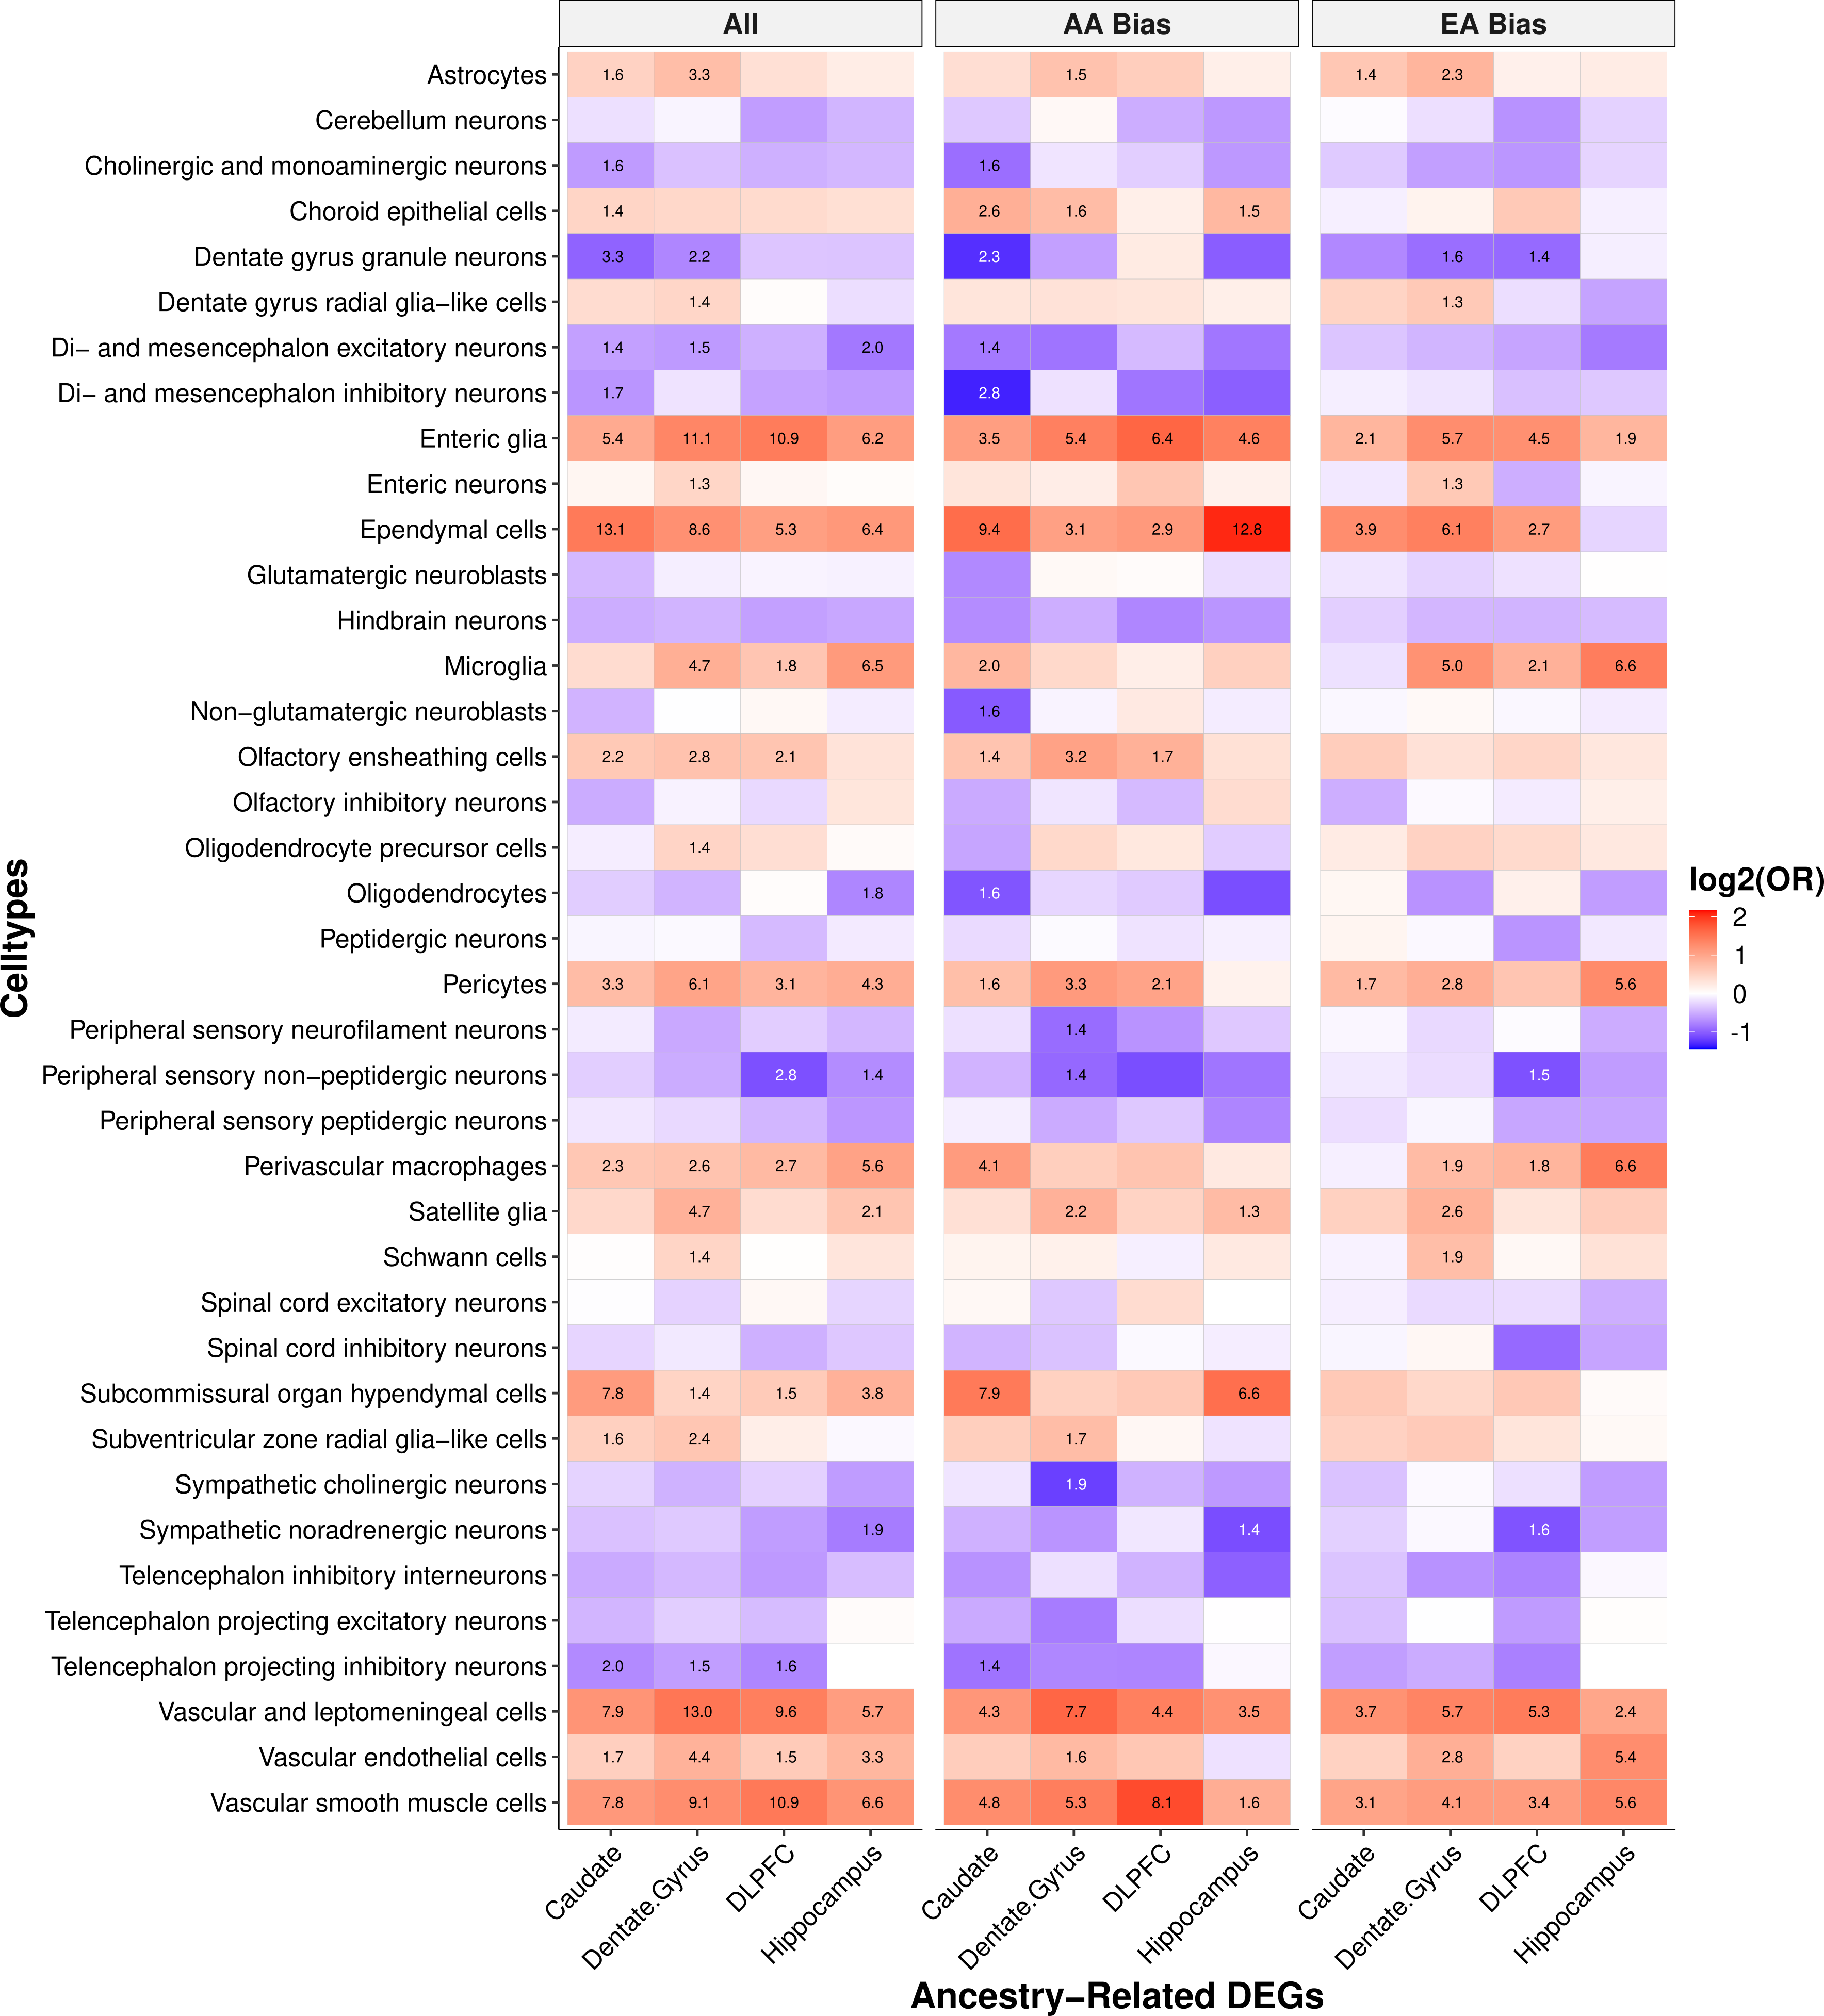 All AA Bias EA Bias
Astrocytes 1.6 3.3 1.5 1.4 2.3
Cerebellum neurons
Cholinergic and monoaminergic neurons 1.6 1.6
Choroid epithelial cells 1.4 2.6 1.6 1.5
Dentate gyrus granule neurons 3.3 2.2 2.3 1.6 1.4
Dentate gyrus radial glia−like cells 1.4 1.3
Di− and mesencephalon excitatory neurons 1.4 1.5 2.0 1.4
Di− and mesencephalon inhibitory neurons 1.7 2.8
Enteric glia 5.4 11.1 10.9 6.2 3.5 5.4 6.4 4.6 2.1 5.7 4.5 1.9
Enteric neurons 1.3 1.3
Ependymal cells 13.1 8.6 5.3 6.4 9.4 3.1 2.9 12.8 3.9 6.1 2.7
Glutamatergic neuroblasts
Hindbrain neurons
Microglia 4.7 1.8 6.5 2.0 5.0 2.1 6.6
Non−glutamatergic neuroblasts 1.6
Olfactory ensheathing cells 2.2 2.8 2.1 1.4 3.2 1.7
Olfactory inhibitory neurons
Oligodendrocyte precursor cells 1.4
Oligodendrocytes 1.8 1.6
Peptidergic neurons
Pericytes 3.3 6.1 3.1 4.3 1.6 3.3 2.1 1.7 2.8 5.6
Peripheral sensory neurofilament neurons 1.4
Peripheral sensory non−peptidergic neurons 2.8 1.4 1.4 1.5
Peripheral sensory peptidergic neurons
Perivascular macrophages 2.3 2.6 2.7 5.6 4.1 1.9 1.8 6.6
Satellite glia 4.7 2.1 2.2 1.3 2.6
Schwann cells 1.4 1.9
Spinal cord excitatory neurons
Spinal cord inhibitory neurons
Subcommissural organ hypendymal cells 7.8 1.4 1.5 3.8 7.9 6.6
Subventricular zone radial glia−like cells 1.6 2.4 1.7
Sympathetic cholinergic neurons 1.9
Sympathetic noradrenergic neurons 1.9 1.4 1.6
Telencephalon inhibitory interneurons
Telencephalon projecting excitatory neurons
Telencephalon projecting inhibitory neurons 2.0 1.5 1.6 1.4
Vascular and leptomeningeal cells 7.9 13.0 9.6 5.7 4.3 7.7 4.4 3.5 3.7 5.7 5.3 2.4
Vascular endothelial cells 1.7 4.4 1.5 3.3 1.6 2.8 5.4
Vascular smooth muscle cells 7.8 9.1 10.9 6.6 4.8 5.3 8.1 1.6 3.1 4.1 3.4 5.6
Caudate Dentate.Gyrus DLPFC Hippocampus Caudate Dentate.Gyrus DLPFC Hippocampus Caudate Dentate.Gyrus DLPFC Hippocampus
Ancestry−Related DEGs
Celltypes
log2(OR)
2
1
0
-1